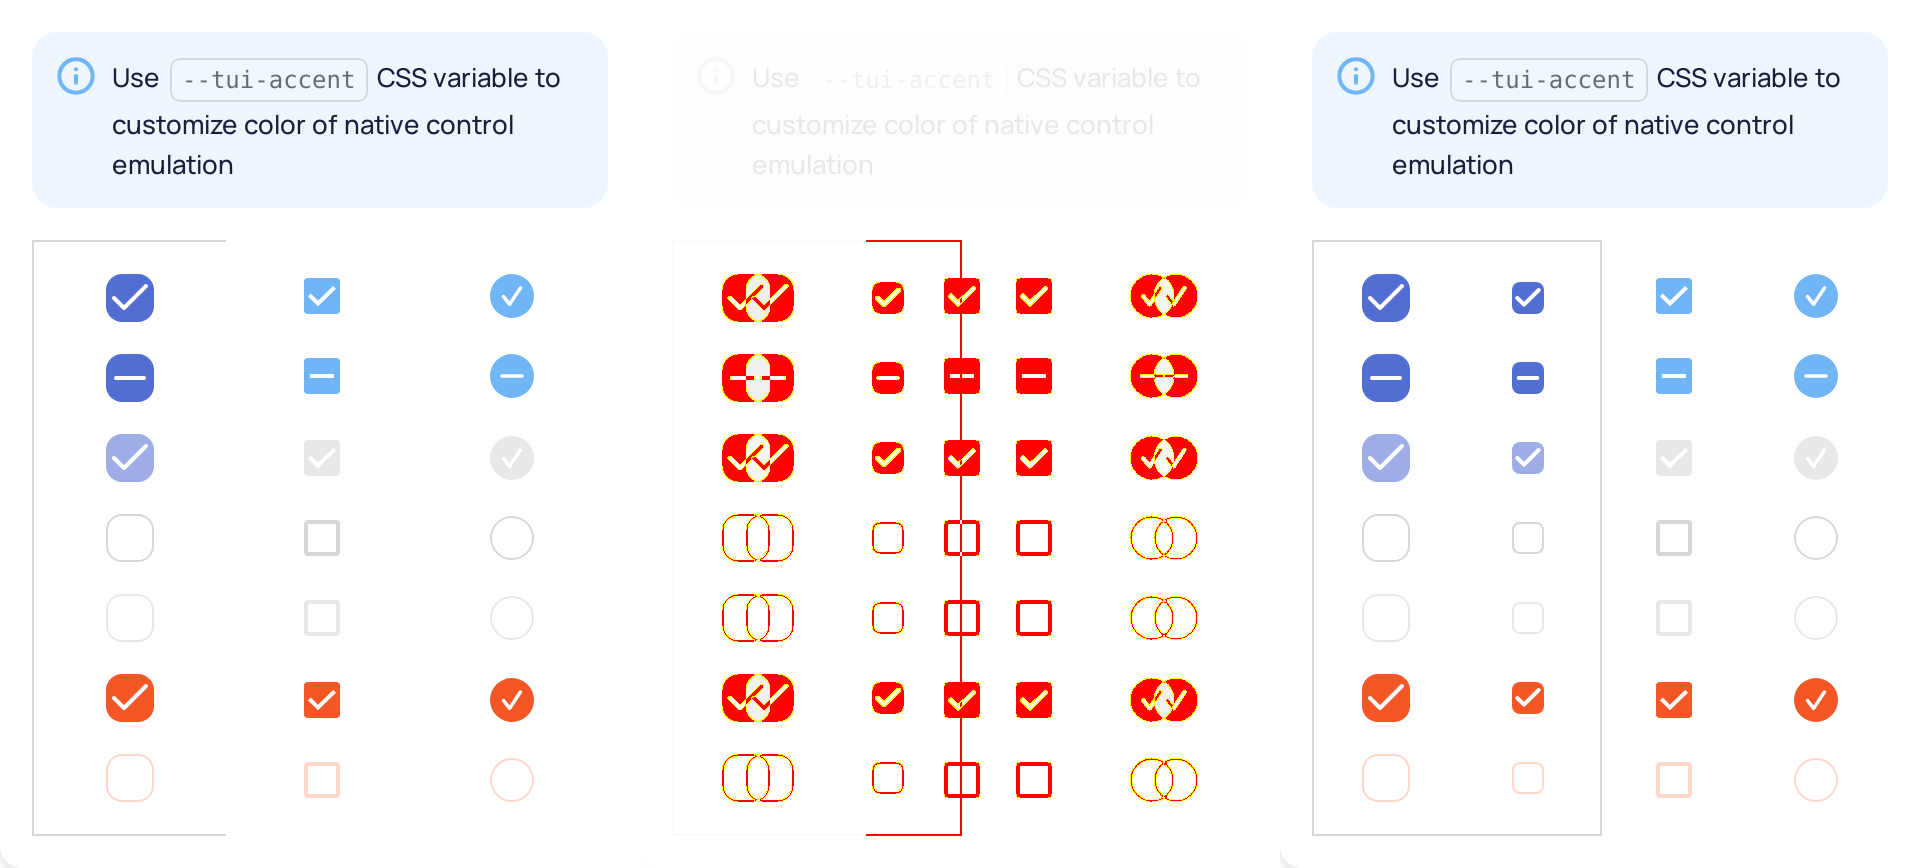 Use --tui-accent CSS variable to
customize color of native control
emulation
Use --tui-accent CSS variable to
customize color of native control
emulation
Use --tui-accent CSS variable to
customize color of native control
emulation